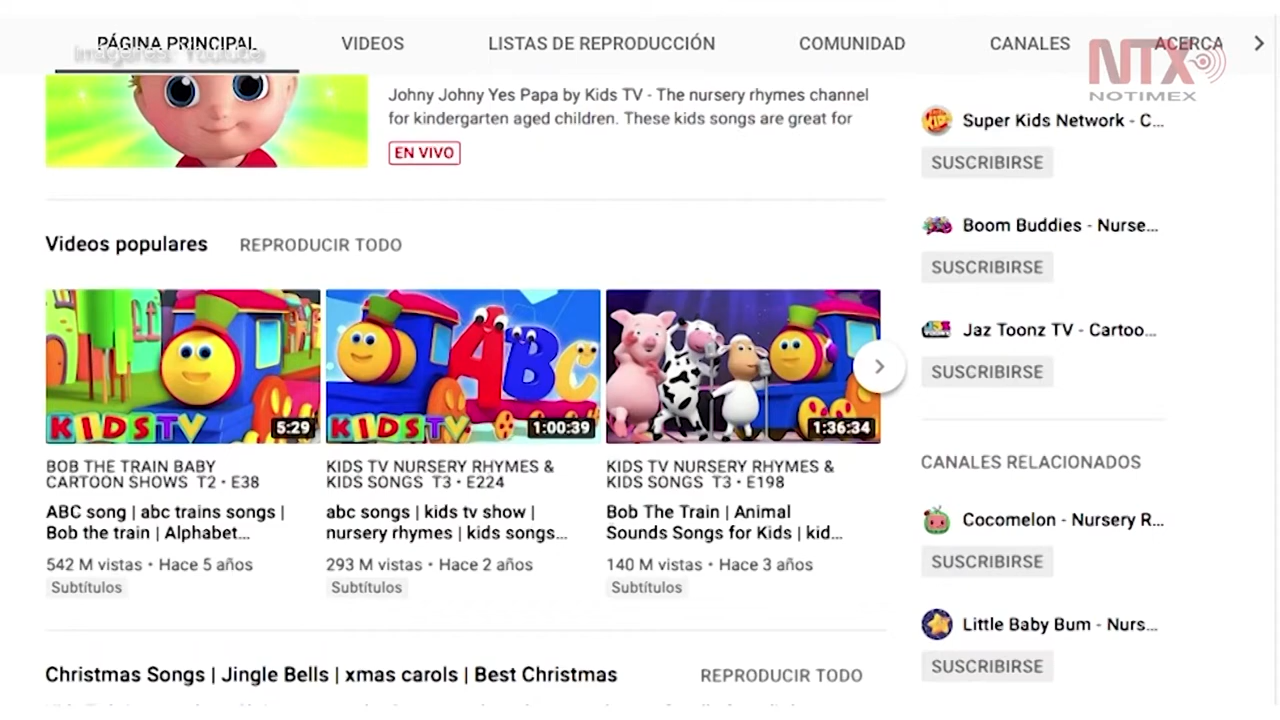 PÁGINA PRINCIPAL
VIDEOS
LISTAS DE REPRODUCCIÓN
COMUNIDAD
CANALES
ACERCA
Imágenes: Youtube
NTX
NOTIMEX
Johny Johny Yes Papa by Kids TV - The nursery rhymes channel
for kindergarten aged children. These kids songs are great for
EN VIVO
Videos populares
REPRODUCIR TODO
KIDSTV
5:29
BOB THE TRAIN BABY
CARTOON SHOWS T2 • E38
ABC song | abc trains songs |
Bob the train | Alphabet...
542 M vistas • Hace 5 años
Subtítulos
ABC
KIDSTV
1:00:39
KIDS TV NURSERY RHYMES &
KIDS SONGS T3 • E224
abc songs | kids tv show |
nursery rhymes | kids songs...
293 M vistas • Hace 2 años
Subtítulos
1:36:34
KIDS TV NURSERY RHYMES &
KIDS SONGS T3 • E198
Bob The Train | Animal
Sounds Songs for Kids | kid...
140 M vistas • Hace 3 años
Subtítulos
Christmas Songs | Jingle Bells | xmas carols | Best Christmas
REPRODUCIR TODO
Super Kids Network - C...
SUSCRIBIRSE
Boom Buddies - Nurse...
SUSCRIBIRSE
Jaz Toonz TV - Cartoo...
SUSCRIBIRSE
CANALES RELACIONADOS
Cocomelon - Nursery R...
SUSCRIBIRSE
Little Baby Bum - Nurs...
SUSCRIBIRSE